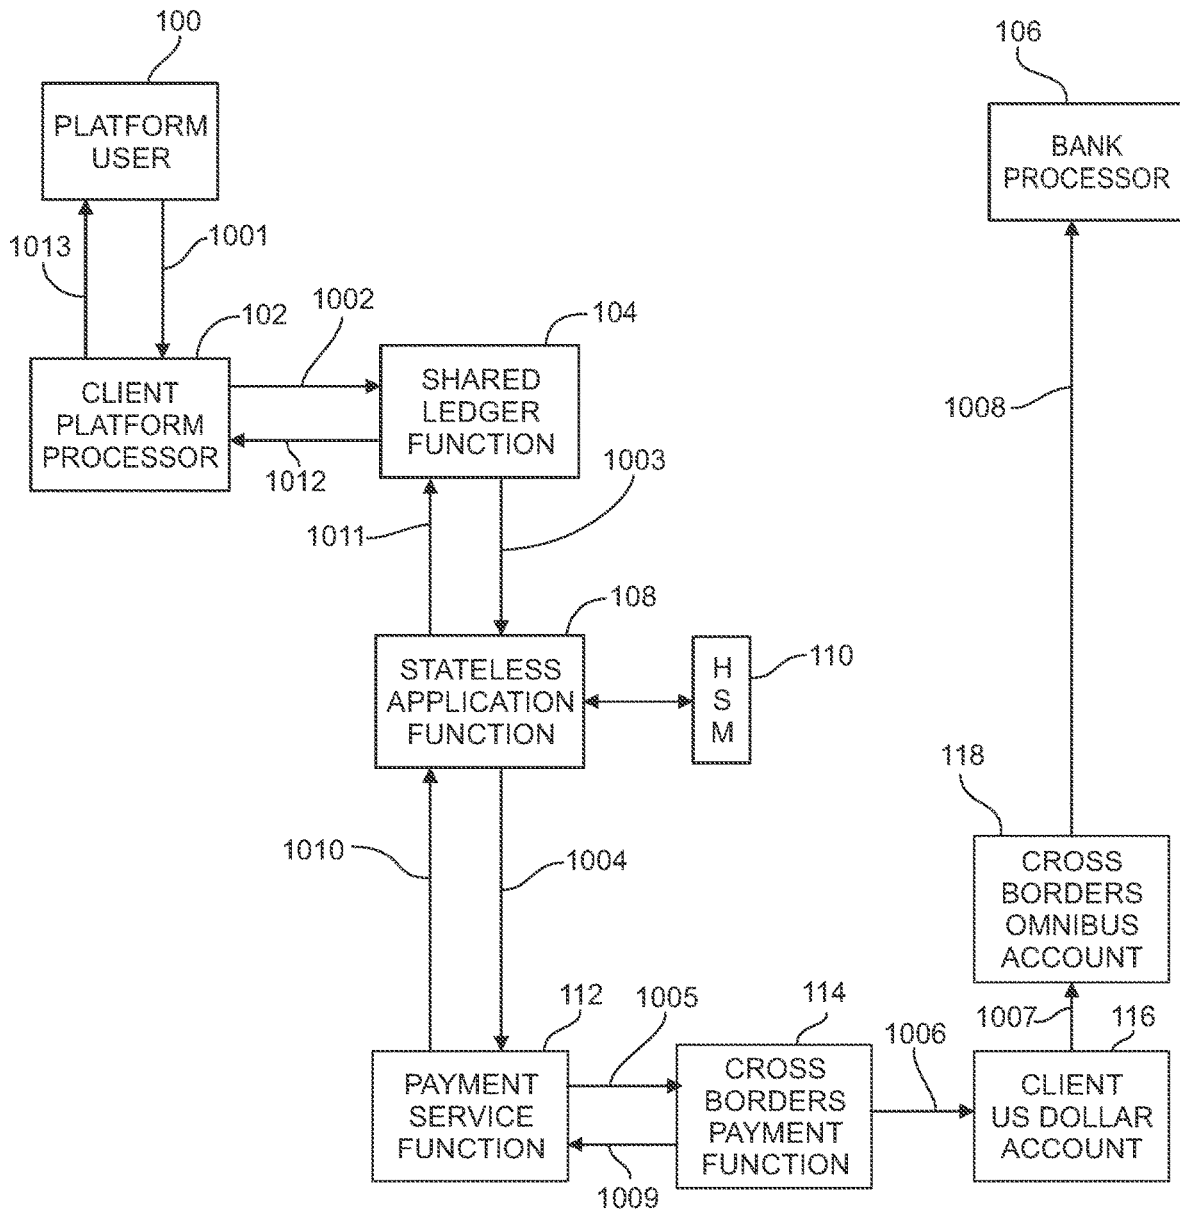 100
106
PLATFORM
USER
BANK
PROCESSOR
1013
1001
102
1002
104
CLIENT
PLATFORM
PROCESSOR
SHARED
LEDGER
FUNCTION
1008
1012
1003
1011
108
STATELESS
APPLICATION
FUNCTION
H
S
M
110
118
1010
1004
CROSS
BORDERS
OMNIBUS
ACCOUNT
112
1005
114
1006
1007
116
PAYMENT
SERVICE
FUNCTION
CROSS
BORDERS
PAYMENT
FUNCTION
CLIENT
US DOLLAR
ACCOUNT
1009